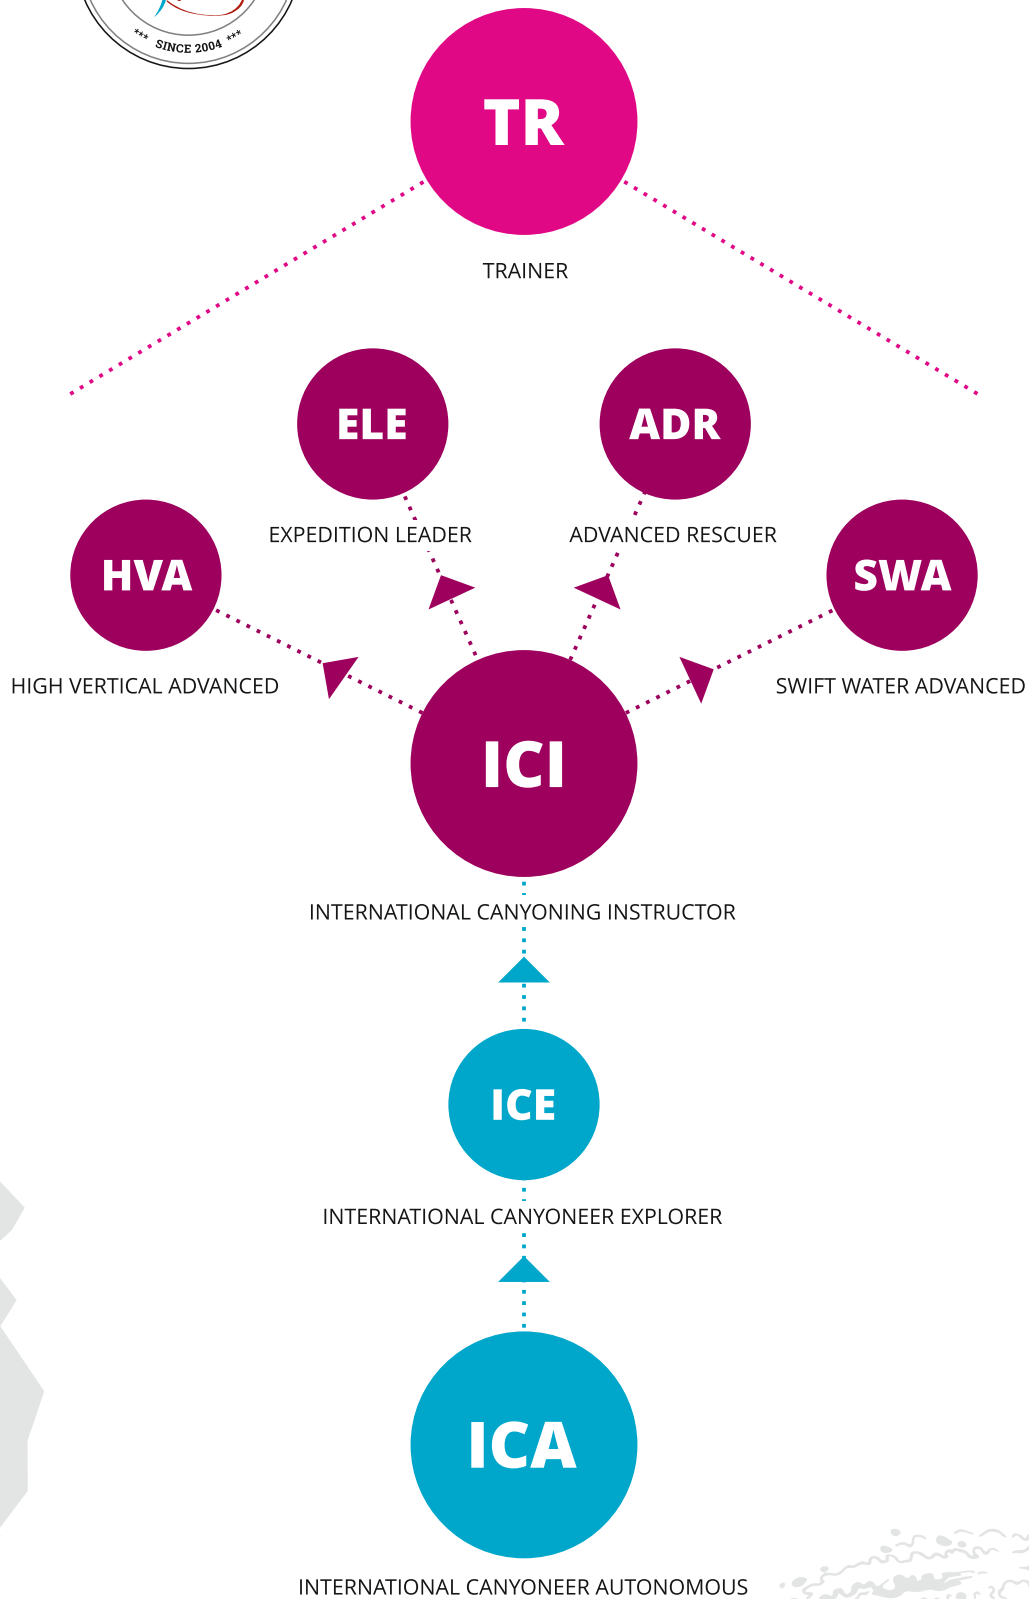 *** SINCE 2004 ***
TR
TRAINER
ELE
ADR
EXPEDITION LEADER
ADVANCED RESCUER
HVA
SWA
HIGH VERTICAL ADVANCED
SWIFT WATER ADVANCED
ICI
INTERNATIONAL CANYONING INSTRUCTOR
ICE
INTERNATIONAL CANYONEER EXPLORER
ICA
INTERNATIONAL CANYONEER AUTONOMOUS